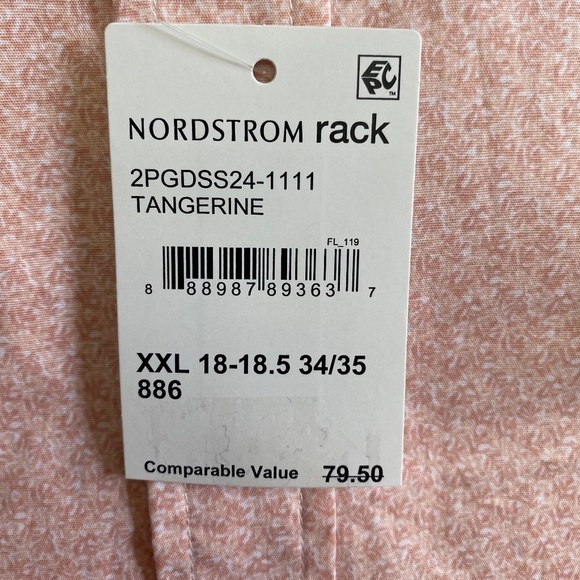 EPC™
NORDSTROM rack
2PGDSS24-1111
TANGERINE
FL_119
8 88987 89363 7
XXL 18-18.5 34/35
886
Comparable Value 79.50